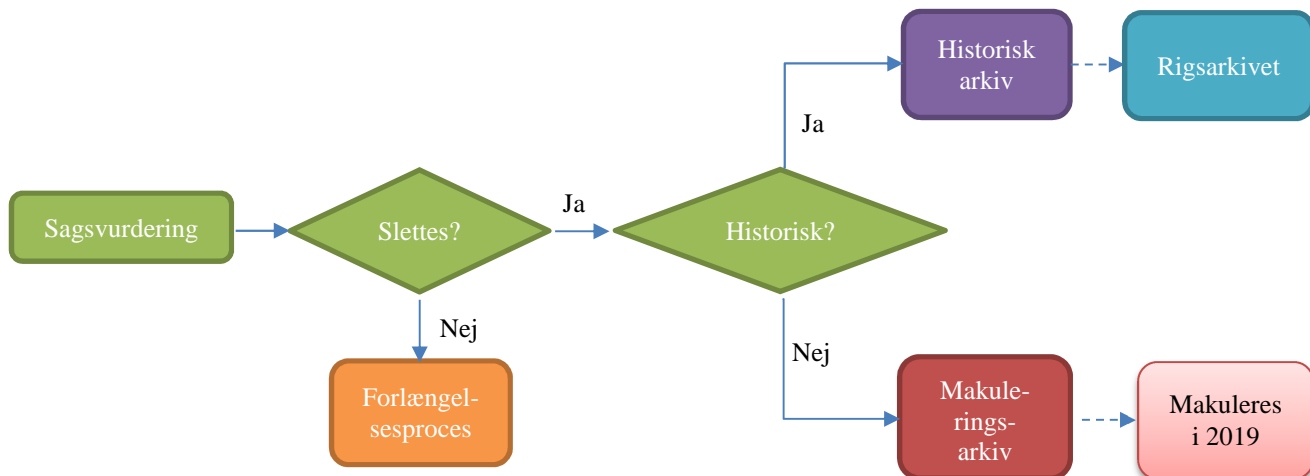 Historisk
arkiv
Rigsarkivet
Ja
Sagsvurdering
Slettes?
Ja
Historisk?
Nej
Forlængel-
sesproces
Nej
Makule-
rings-
arkiv
Makuleres
i 2019